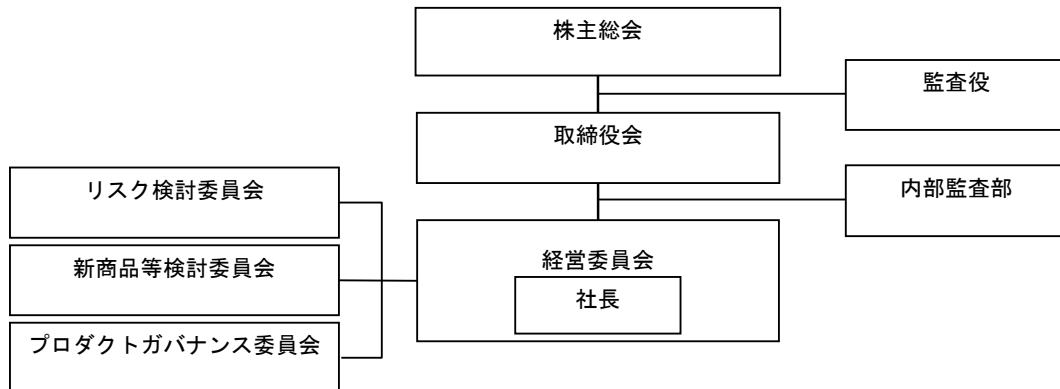 株主総会
監査役
取締役会
リスク検討委員会
内部監査部
新商品等検討委員会
経営委員会
社長
プロダクトガバナンス委員会